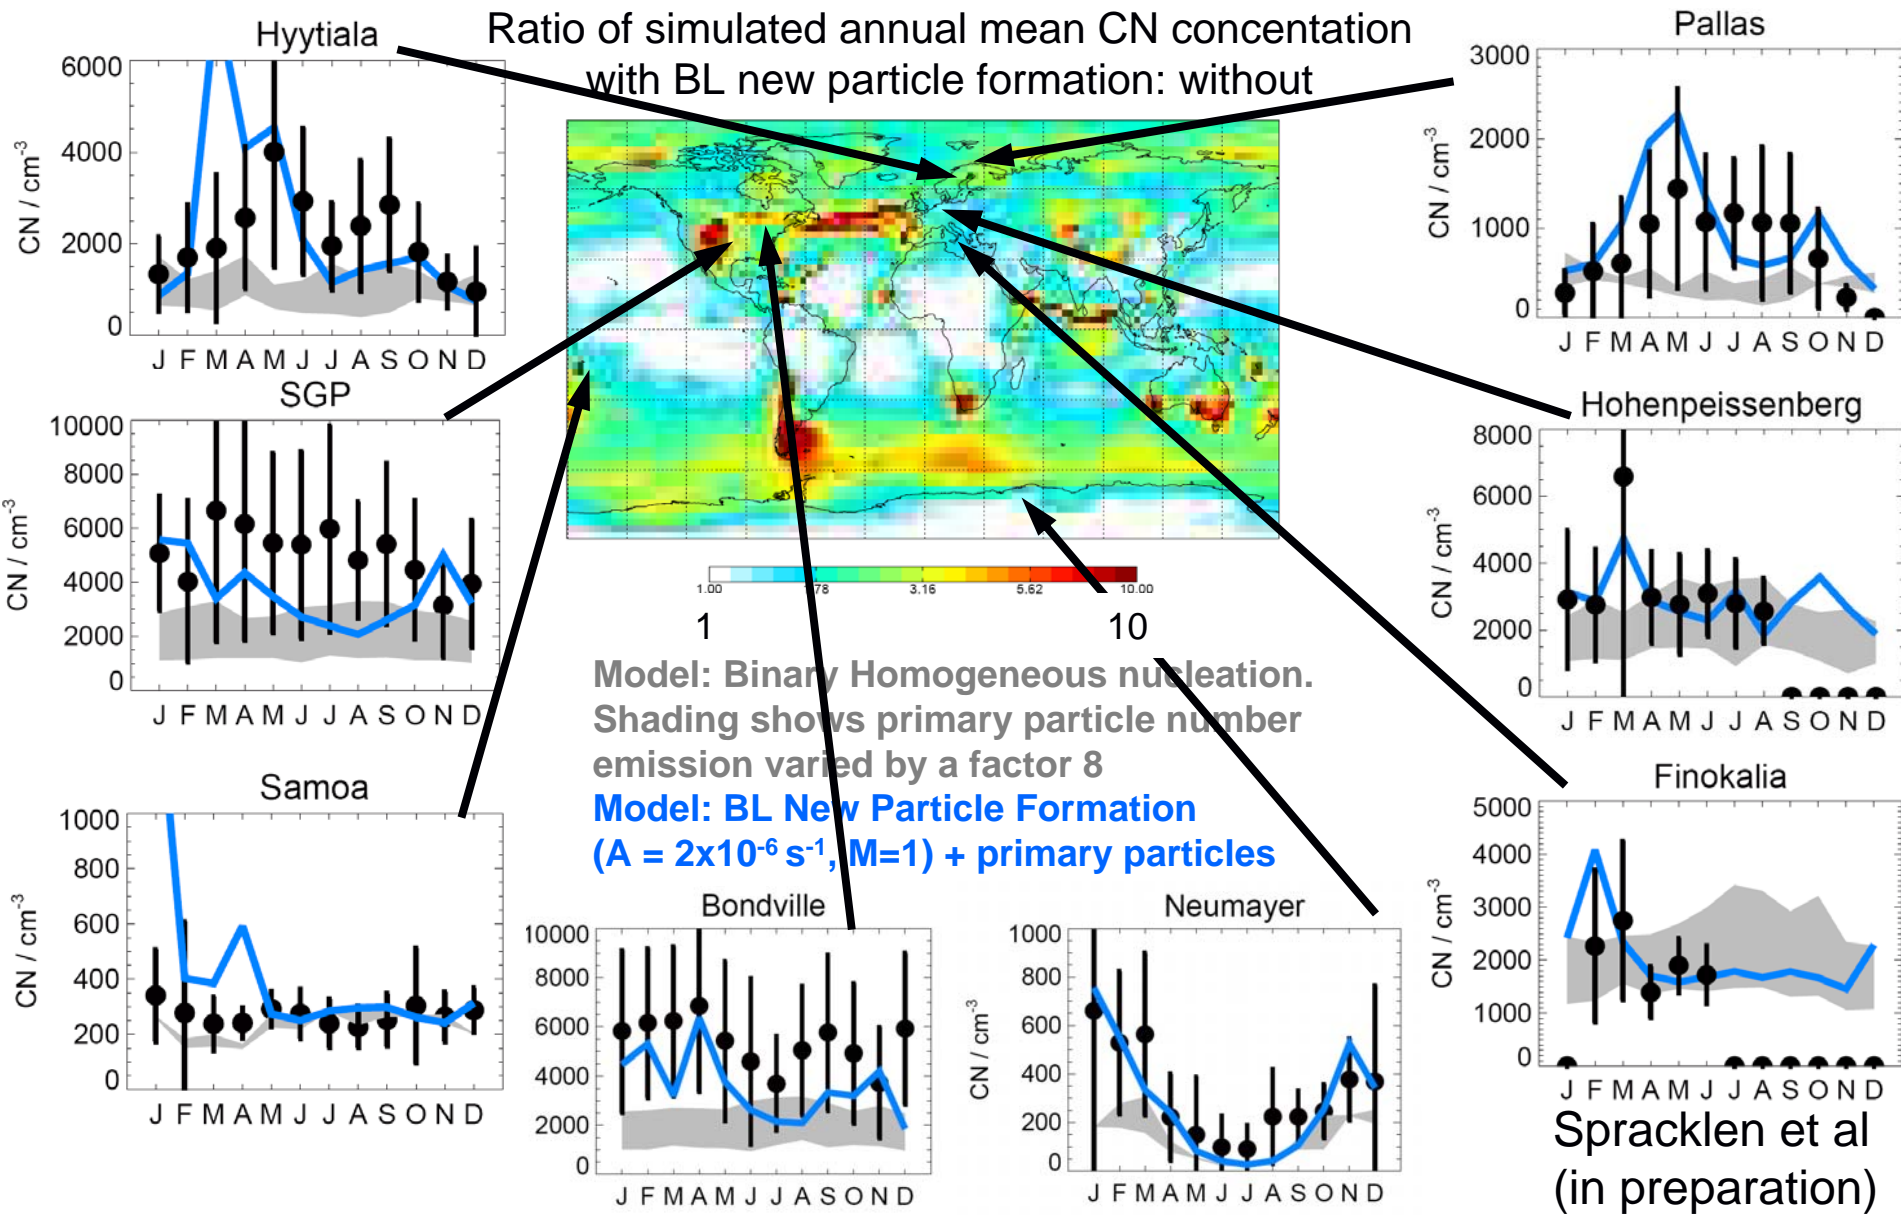 Ratio of simulated annual mean CN concentation
with BL new particle formation: without
Hyytiala
6000
4000
2000
0
CN / cm-3
J F M A M J J A S O N D
SGP
10000
8000
6000
4000
2000
0
CN / cm-3
J F M A M J J A S O N D
Samoa
1000
800
600
400
200
0
CN / cm-3
J F M A M J J A S O N D
1.00 .78 3.16 5.62 10.00
1 10
Model: Binary Homogeneous nucleation.
Shading shows primary particle number
emission varied by a factor 8
Model: BL New Particle Formation
(A = 2x10-6 s-1, M=1) + primary particles
Bondville
10000
8000
6000
4000
2000
0
J F M A M J J A S O N D
Neumayer
1000
800
600
400
200
0
CN / cm-3
J F M A M J J A S O N D
Pallas
3000
2000
1000
0
CN / cm-3
J F M A M J J A S O N D
Hohenpeissenberg
8000
6000
4000
2000
0
CN / cm-3
J F M A M J J A S O N D
Finokalia
5000
4000
3000
2000
1000
0
CN / cm-3
J F M A M J J A S O N D
Spracklen et al
(in preparation)